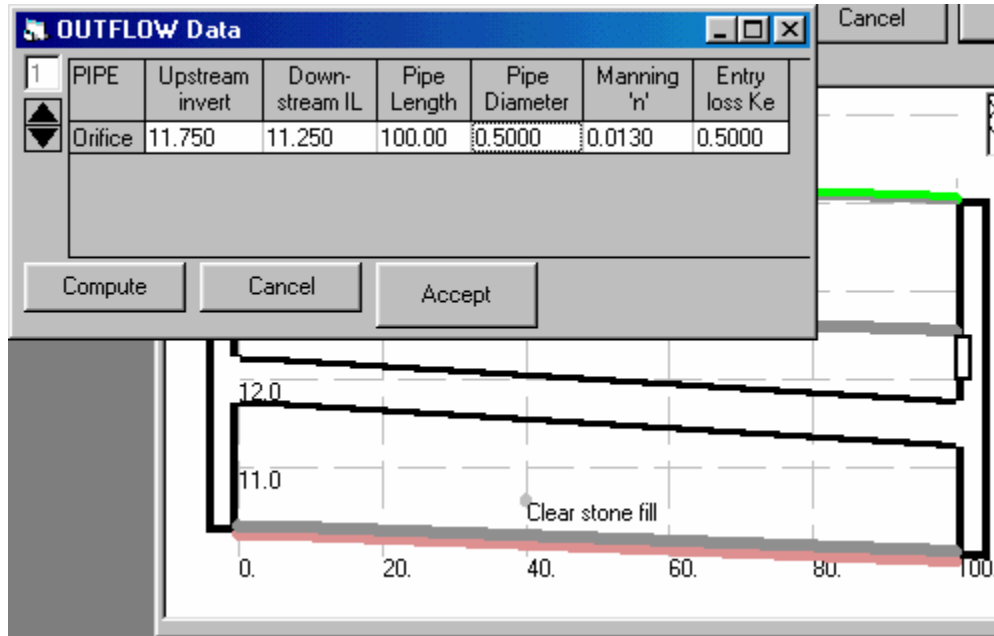 OUTFLOW Data
Cancel
1
PIPE Upstream invert Down-stream IL Pipe Length Pipe Diameter Manning 'n' Entry loss Ke
Orifice 11.750 11.250 100.00 0.5000 0.0130 0.5000
Compute Cancel Accept
12.0
11.0
Clear stone fill
0. 20. 40. 60. 80. 100